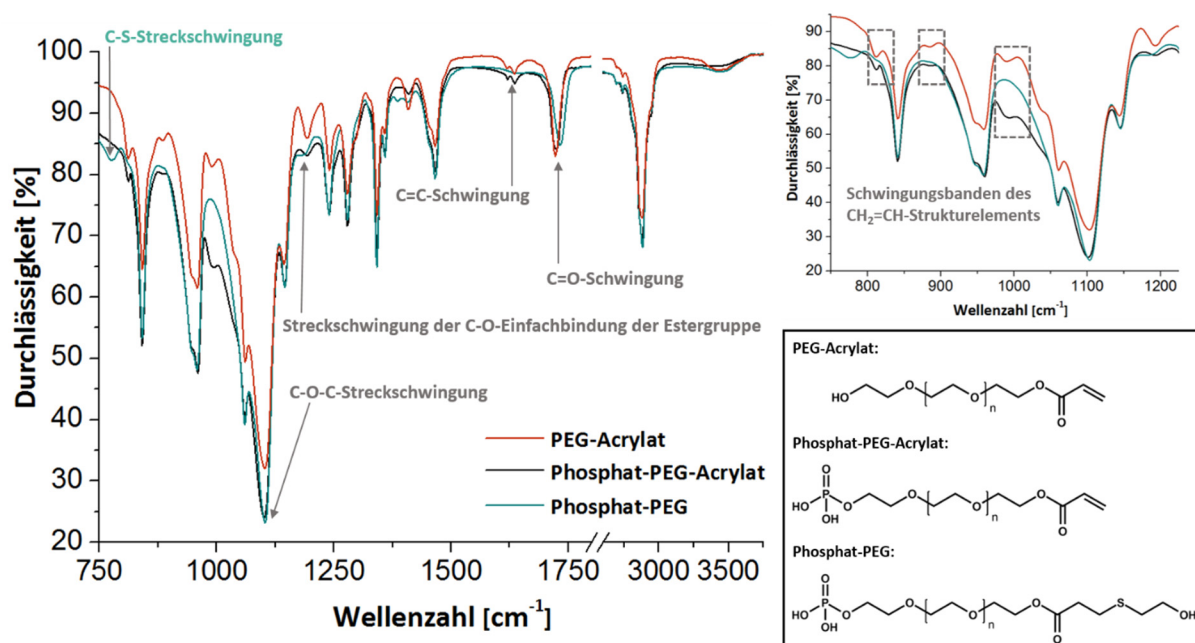 C-S-Streckschwingung
100
90
80
70
60
50
40
30
20
Durchlässigkeit [%]
C=C-Schwingung
C=O-Schwingung
Streckschwingung der C-O-Einfachbindung der Estergruppe
C-O-C-Streckschwingung
PEG-Acrylat
Phosphat-PEG-Acrylat
Phosphat-PEG
750 1000 1250 1500 1750 3000 3500
Wellenzahl [cm⁻¹]
90
80
70
60
50
40
30
20
Durchlässigkeit [%]
Schwingungsbanden des
CH₂=CH-Strukturelements
800 900 1000 1100 1200
Wellenzahl [cm⁻¹]
PEG-Acrylat:
HO O O n O O
Phosphat-PEG-Acrylat:
O HO P OH O O O n O O
Phosphat-PEG:
O HO P OH O O O n O O S OH